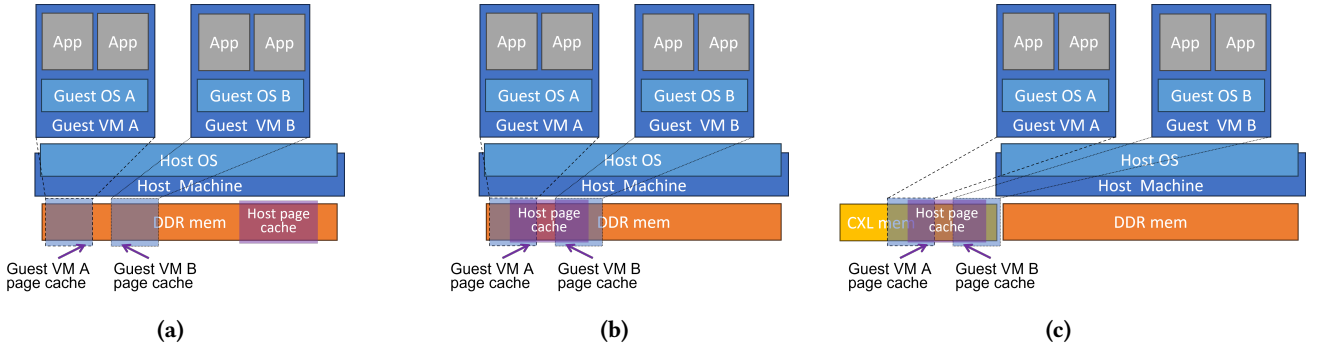 App App
App App
Guest OS A
Guest OS B
Guest VM A
Guest VM B
Host OS
Host Machine
DDR mem
Host page
cache
Guest VM A
page cache
Guest VM B
page cache
(a)
App App
App App
Guest OS A
Guest OS B
Guest VM A
Guest VM B
Host OS
Host Machine
Host page
cache
DDR mem
Guest VM A
page cache
Guest VM B
page cache
(b)
App App
App App
Guest OS A
Guest OS B
Guest VM A
Guest VM B
Host OS
Host Machine
CXL mem
Host page
cache
DDR mem
Guest VM A
page cache
Guest VM B
page cache
(c)